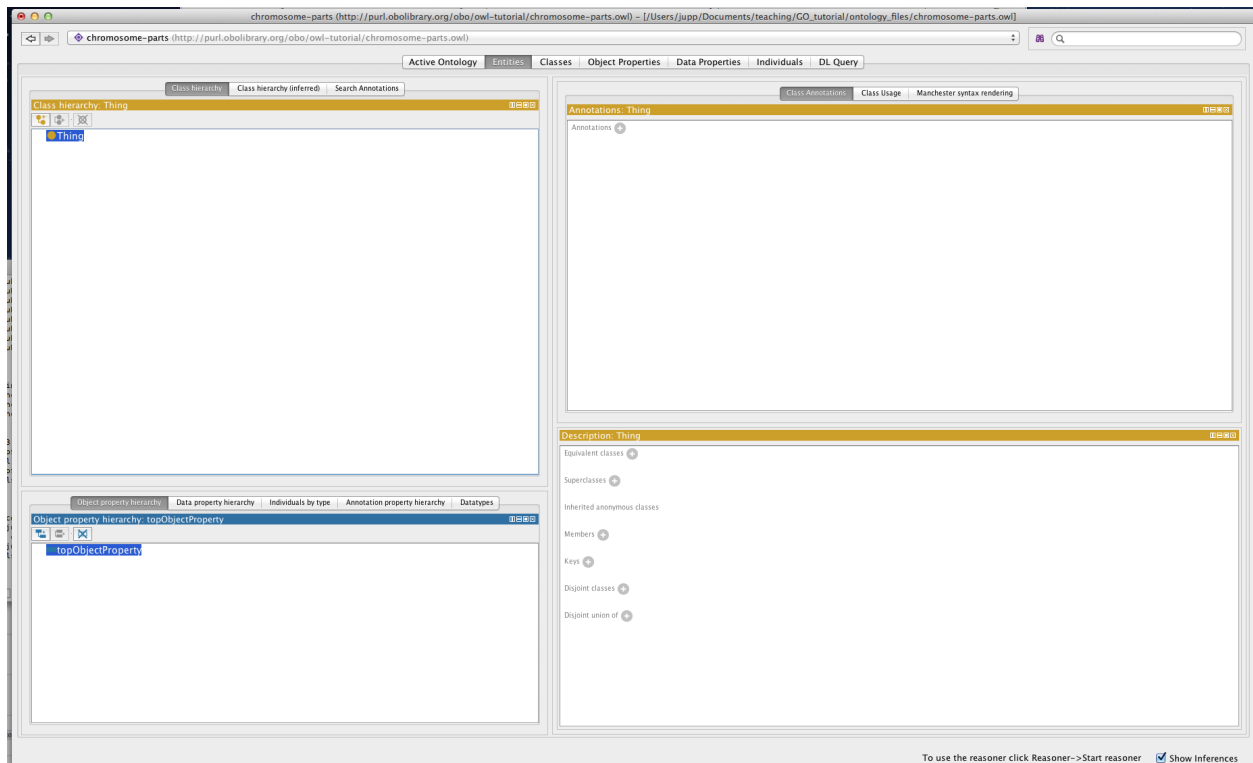 chromosome-parts (http://purl.obolibrary.org/obo/owl-tutorial/chromosome-parts.owl) – [/Users/jupp/Documents/teaching/GO_tutorial/ontology_files/chromosome-parts.owl]
chromosome-parts (http://purl.obolibrary.org/obo/owl-tutorial/chromosome-parts.owl)
Active Ontology Entities Classes Object Properties Data Properties Individuals DL Query
Class hierarchy Class hierarchy (inferred) Search Annotations
Class hierarchy: Thing
Thing
Class Annotations Class Usage Manchester syntax rendering
Annotations: Thing
Annotations
Description: Thing
Equivalent classes
Superclasses
Inherited anonymous classes
Members
Keys
Disjoint classes
Disjoint union of
Object property hierarchy Data property hierarchy Individuals by type Annotation property hierarchy Datatypes
Object property hierarchy: topObjectProperty
topObjectProperty
To use the reasoner click Reasoner->Start reasoner Show Inferences